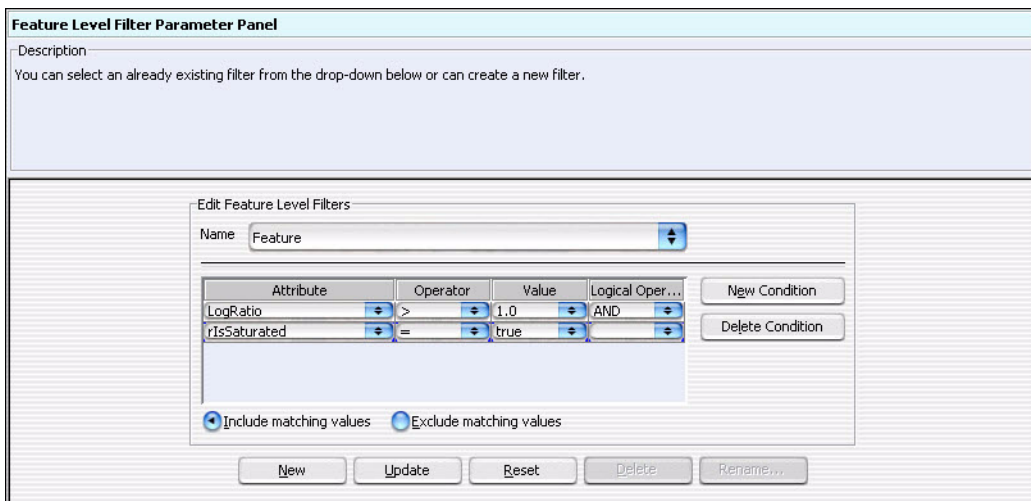 Feature Level Filter Parameter Panel
Description
You can select an already existing filter from the drop-down below or can create a new filter.
Edit Feature Level Filters
Name Feature
Attribute Operator Value Logical Oper...
LogRatio > 1.0 AND
rIsSaturated = true
New Condition
Delete Condition
Include matching values Exclude matching values
New Update Reset Delete Rename...